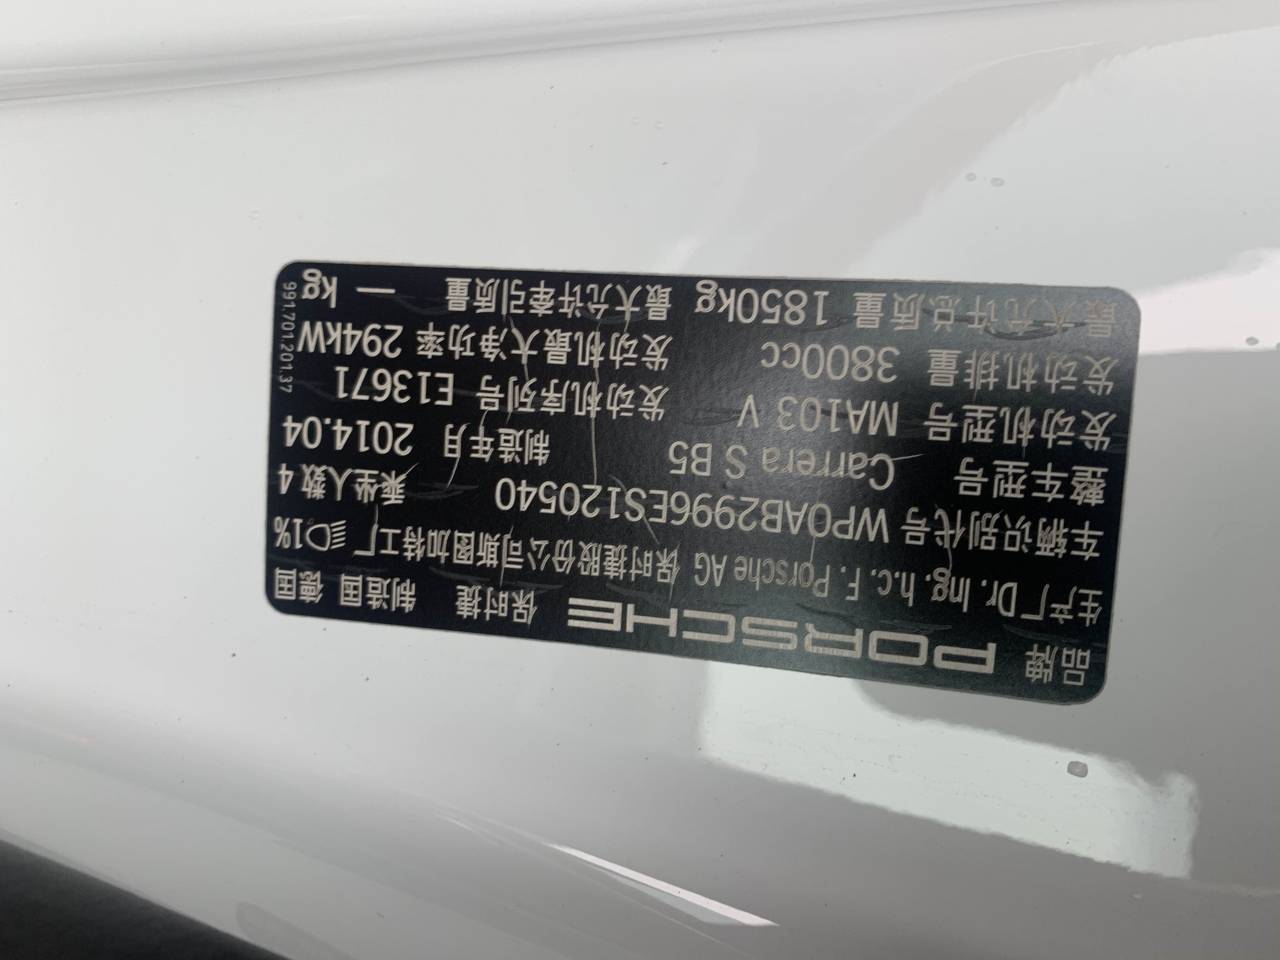 品牌 PORSCHE 保时捷 制造国 德国
生产厂 Dr. Ing. h.c. F. Porsche AG 保时捷股份公司斯图加特工厂 1%
车辆识别代号 WP0AB2996ES120540 乘坐人数 4
整车型号 Carrera S B5 制造年月 2014.04
发动机型号 MA103 V 发动机序列号 E13671
发动机排量 3800cc 发动机最大净功率 294kW
最大允许总质量 1850kg 最大允许牵引质量 — kg
991.701.201.37